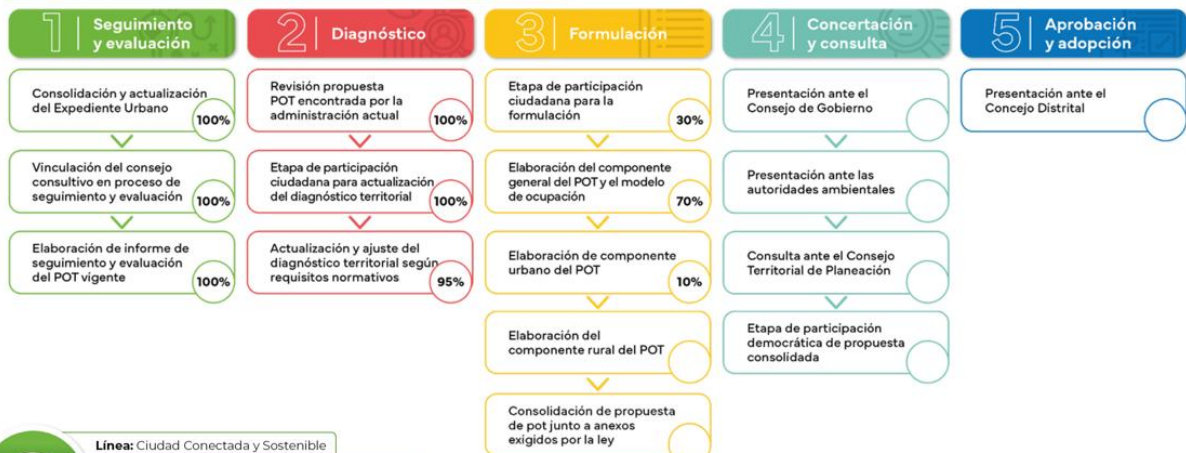 1 Seguimiento
y evaluación
Consolidación y actualización
del Expediente Urbano
100%
Vinculación del consejo
consultivo en proceso de
seguimiento y evaluación
100%
Elaboración de informe de
seguimiento y evaluación
del POT vigente
100%
2 Diagnóstico
Revisión propuesta
POT encontrada por la
administración actual
100%
Etapa de participación
ciudadana para actualización
del diagnóstico territorial
100%
Actualización y ajuste del
diagnóstico territorial según
requisitos normativos
95%
3 Formulación
Etapa de participación
ciudadana para la
formulación
30%
Elaboración del componente
general del POT y el modelo
de ocupación
70%
Elaboración de componente
urbano del POT
10%
Elaboración del
componente rural del POT
Consolidación de propuesta
de pot junto a anexos
exigidos por la ley
4 Concertación
y consulta
Presentación ante el
Consejo de Gobierno
Presentación ante las
autoridades ambientales
Consulta ante el Consejo
Territorial de Planeación
Etapa de participación
democrática de propuesta
consolidada
5 Aprobación
y adopción
Presentación ante el
Concejo Distrital
Línea: Ciudad Conectada y Sostenible